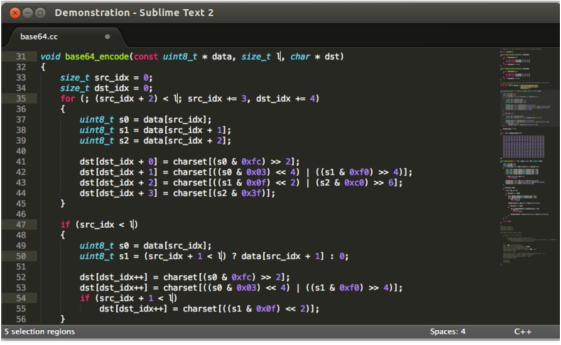 Demonstration - Sublime Text 2
base64.cc
31 void base64_encode(const uint8_t * data, size_t l, char * dst)
32 {
33     size_t src_idx = 0;
34     size_t dst_idx = 0;
35     for (; (src_idx + 2) < l; src_idx += 3, dst_idx += 4)
36     {
37         uint8_t s0 = data[src_idx];
38         uint8_t s1 = data[src_idx + 1];
39         uint8_t s2 = data[src_idx + 2];
40
41         dst[dst_idx + 0] = charset[(s0 & 0xfc) >> 2];
42         dst[dst_idx + 1] = charset[((s0 & 0x03) << 4) | ((s1 & 0xf0) >> 4)];
43         dst[dst_idx + 2] = charset[((s1 & 0x0f) << 2) | (s2 & 0xc0) >> 6];
44         dst[dst_idx + 3] = charset[(s2 & 0x3f)];
45     }
46
47     if (src_idx < l)
48     {
49         uint8_t s0 = data[src_idx];
50         uint8_t s1 = (src_idx + 1 < l) ? data[src_idx + 1] : 0;
51
52         dst[dst_idx++] = charset[(s0 & 0xfc) >> 2];
53         dst[dst_idx++] = charset[((s0 & 0x03) << 4) | ((s1 & 0xf0) >> 4)];
54         if (src_idx + 1 < l)
55             dst[dst_idx++] = charset[((s1 & 0x0f) << 2)];
56     }
5 selection regions Spaces: 4 C++